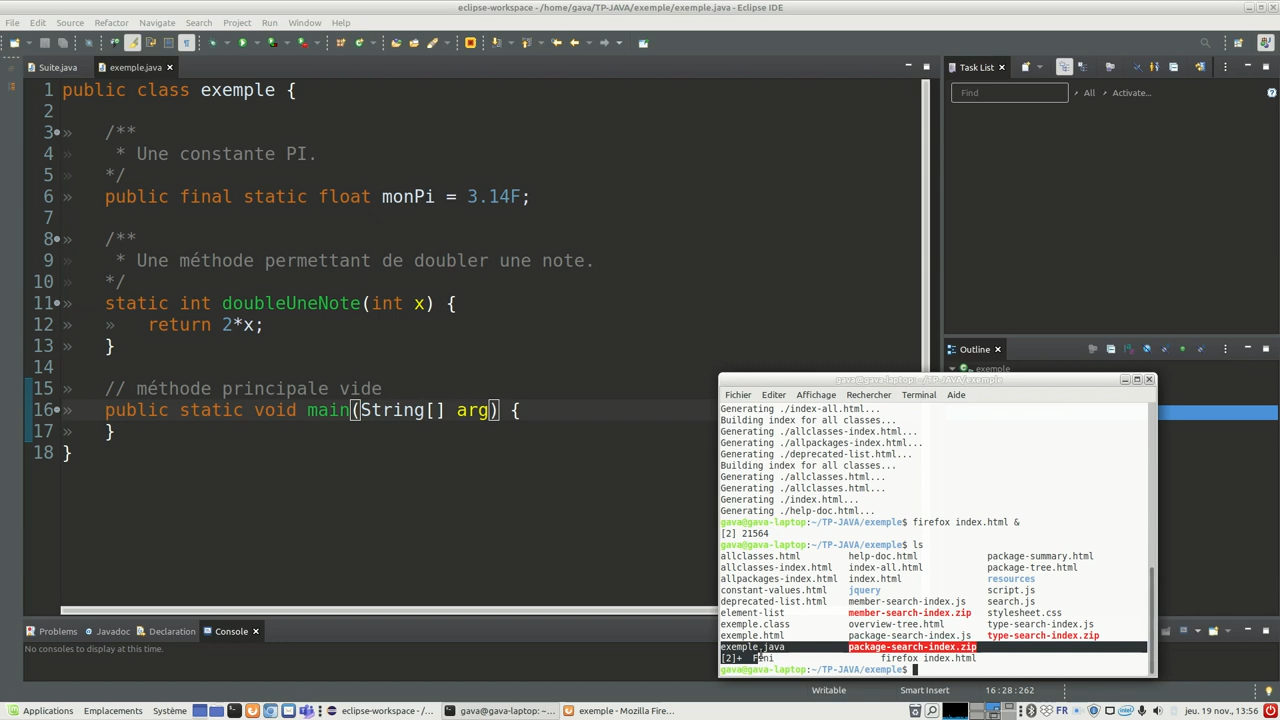 eclipse-workspace - /home/gava/TP-JAVA/exemple/exemple.java - Eclipse IDE
File Edit Source Refactor Navigate Search Project Run Window Help
Suite.java exemple.java
Task List
Find All Activate...
1 public class exemple {
2
3 /**
4 * Une constante PI.
5 */
6 public final static float monPi = 3.14F;
7
8 /**
9 * Une méthode permettant de doubler une note.
10 */
11 static int doubleUneNote(int x) {
12 return 2*x;
13 }
14
15 // méthode principale vide
16 public static void main(String[] arg) {
17 }
18 }
Outline
exemple
gava@gava-laptop:~/TP-JAVA/exemple
Fichier Editer Affichage Rechercher Terminal Aide
Generating ./index-all.html...
Building index for all classes...
Generating ./allclasses-index.html...
Generating ./allpackages-index.html...
Generating ./deprecated-list.html...
Building index for all classes...
Generating ./allclasses.html...
Generating ./allclasses.html...
Generating ./index.html...
Generating ./help-doc.html...
gava@gava-laptop:~/TP-JAVA/exemple$ firefox index.html &
[2] 21564
gava@gava-laptop:~/TP-JAVA/exemple$ ls
allclasses.html help-doc.html package-summary.html
allclasses-index.html index-all.html package-tree.html
allpackages-index.html index.html resources
constant-values.html jquery script.js
deprecated-list.html member-search-index.js search.js
element-list member-search-index.zip stylesheet.css
exemple.class overview-tree.html type-search-index.js
exemple.html package-search-index.js type-search-index.zip
exemple.java package-search-index.zip
[2]+ Fini firefox index.html
gava@gava-laptop:~/TP-JAVA/exemple$
Problems Javadoc Declaration Console
No consoles to display at this time.
Writable Smart Insert 16 : 28 : 262
Applications Emplacements Système eclipse-workspace - /... gava@gava-laptop: ~/T... exemple - Mozilla Fire... FR jeu. 19 nov., 13:56